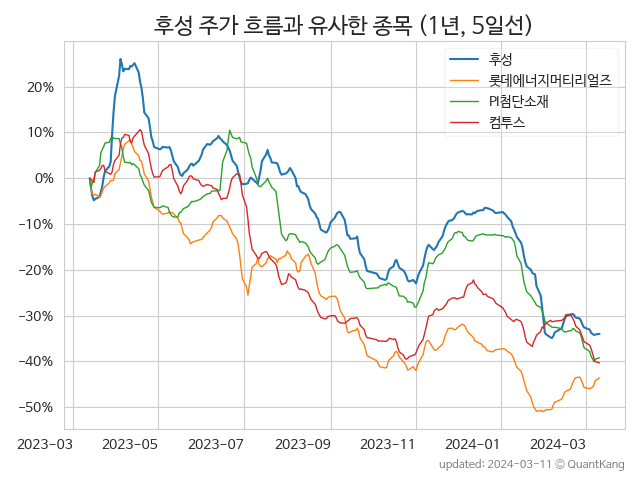 후성 주가 흐름과 유사한 종목 (1년, 5일선)
후성
롯데에너지머티리얼즈
PI첨단소재
컴투스
20%
10%
0%
−10%
−20%
−30%
−40%
−50%
2023-03 2023-05 2023-07 2023-09 2023-11 2024-01 2024-03
updated: 2024-03-11 © QuantKang